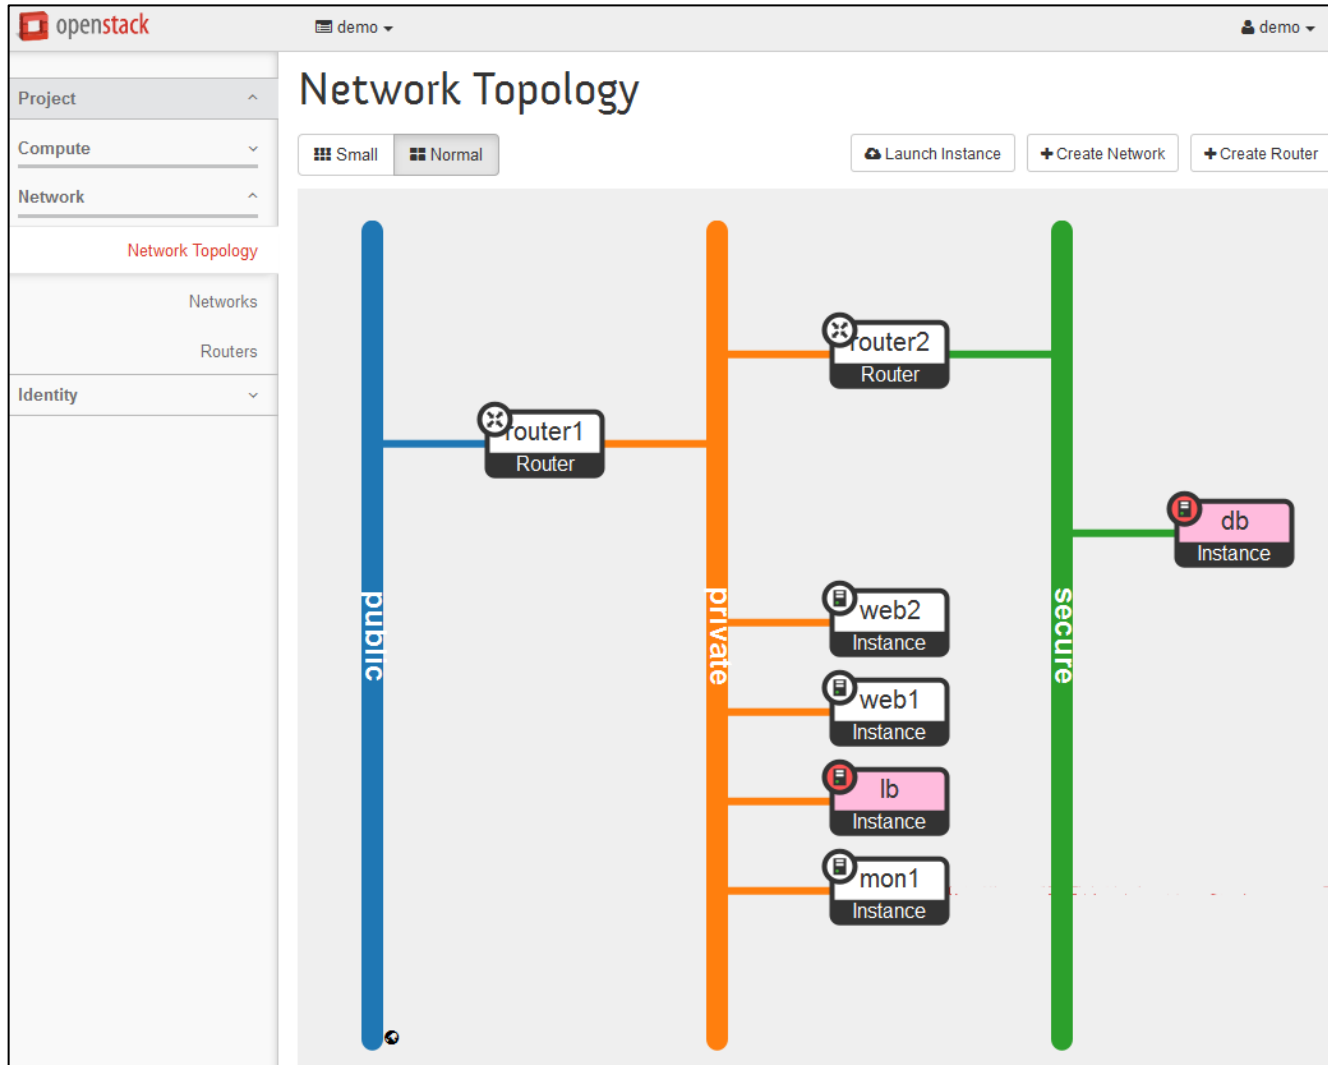 openstack
demo
demo
Project
Compute
Network
Network Topology
Networks
Routers
Identity
Network Topology
Small
Normal
Launch Instance
Create Network
Create Router
public
router1
Router
private
router2
Router
web2
Instance
web1
Instance
lb
Instance
mon1
Instance
secure
db
Instance